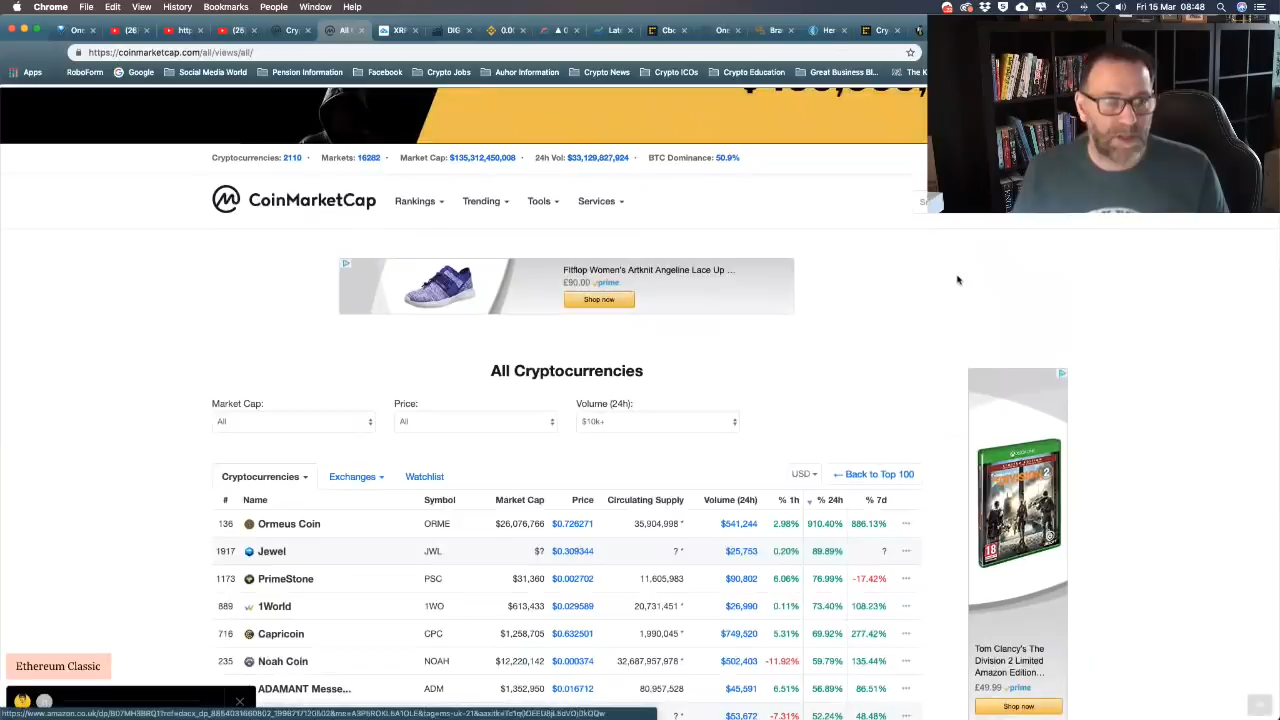 Chrome File Edit View History Bookmarks People Window Help
Fri 15 Mar 08:48
https://coinmarketcap.com/all/views/all/
Apps RoboForm Google Social Media World Pension Information Facebook Crypto Jobs Auhor Information Crypto News Crypto ICOs Crypto Education Great Business Bl... The K
Cryptocurrencies: 2110 • Markets: 16282 • Market Cap: $135,312,450,008 • 24h Vol: $33,129,827,924 • BTC Dominance: 50.9%
CoinMarketCap Rankings Trending Tools Services
Fitflop Women's Artknit Angeline Lace Up ...
£90.00 prime
Shop now
All Cryptocurrencies
Market Cap: Price: Volume (24h):
All All $10k+
Cryptocurrencies Exchanges Watchlist USD ← Back to Top 100
# Name Symbol Market Cap Price Circulating Supply Volume (24h) % 1h % 24h % 7d
136 Ormeus Coin ORME $26,076,766 $0.726271 35,904,998 * $541,244 2.98% 910.40% 886.13%
1917 Jewel JWL $? $0.309344 ? * $25,753 0.20% 89.89% ?
1173 PrimeStone PSC $31,360 $0.002702 11,605,983 $90,802 6.06% 76.99% -17.42%
889 1World 1WO $613,433 $0.029589 20,731,451 * $26,990 0.11% 73.40% 108.23%
716 Capricoin CPC $1,258,705 $0.632501 1,990,045 * $749,520 5.31% 69.92% 277.42%
235 Noah Coin NOAH $12,220,142 $0.000374 32,687,957,978 * $502,403 -11.92% 59.79% 135.44%
ADAMANT Messe... ADM $1,352,950 $0.016712 80,957,528 $45,591 6.51% 56.89% 86.51%
? * $53,672 -7.31% 52.24% 48.48%
Ethereum Classic
XBOX ONE
18
Tom Clancy's The
Division 2 Limited
Amazon Edition...
£49.99 prime
Shop now